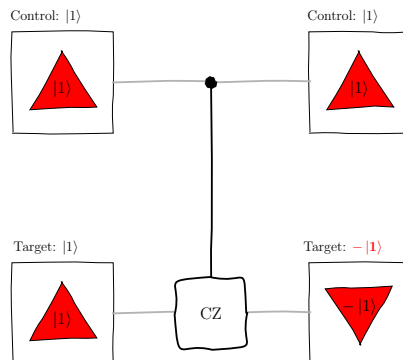 Control: |1⟩
Control: |1⟩
|1⟩
|1⟩
Target: |1⟩
Target: − |1⟩
|1⟩
CZ
− |1⟩